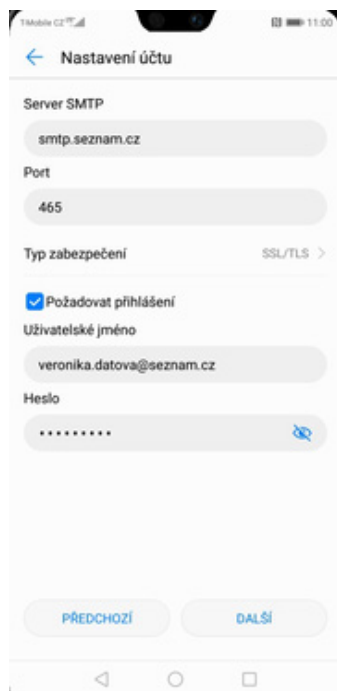 T-Mobile CZ
11:00
Nastavení účtu
Server SMTP
smtp.seznam.cz
Port
465
Typ zabezpečení SSL/TLS
Požadovat přihlášení
Uživatelské jméno
veronika.datova@seznam.cz
Heslo
•••••••••
PŘEDCHOZÍ DALŠÍ